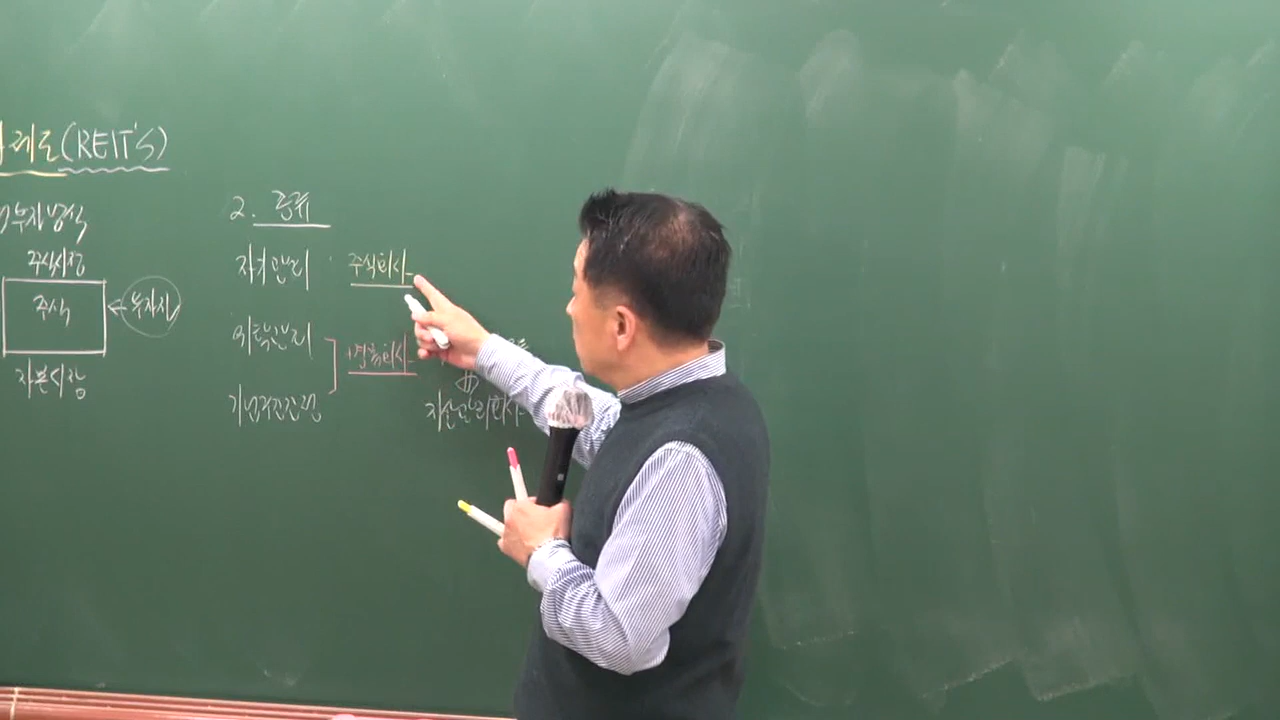 제도(REIT'S)
투자방식
주식시장
주식
투자자
자본시장
2. 종류
자기관리 주식회사
위탁관리
기업구조조정
명목회사
자산관리회사